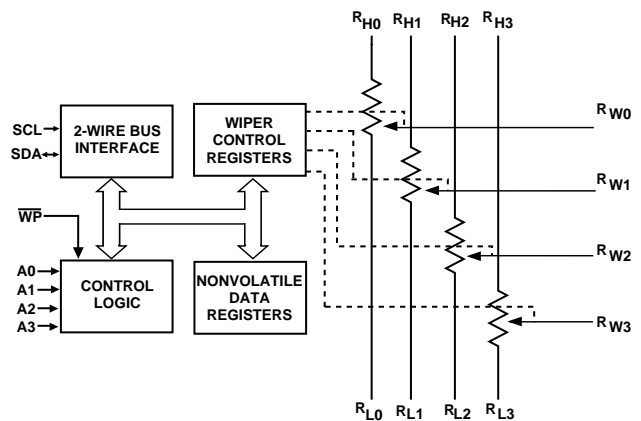 RH0
RH1
RH2
RH3
SCL
SDA
2-WIRE BUS
INTERFACE
WIPER
CONTROL
REGISTERS
RW0
RW1
WP
RW2
A0
A1
A2
A3
CONTROL
LOGIC
NONVOLATILE
DATA
REGISTERS
RW3
RL0
RL1
RL2
RL3